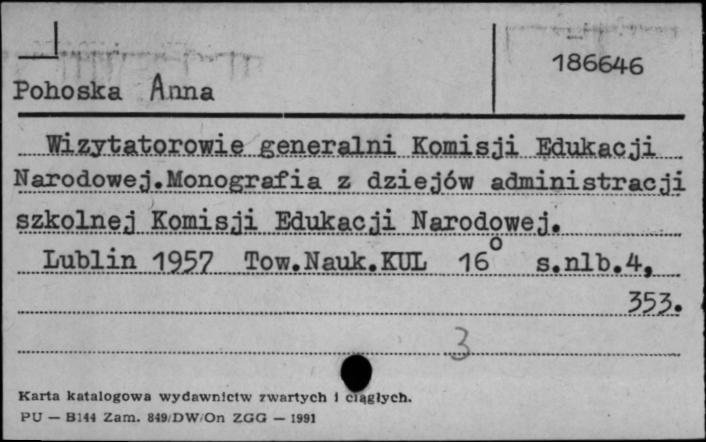 186646
Pohoska Anna
Wizytatorowie generalni Komisji Edukacji
Narodowej.Monografia z dziejów administracji
szkolnej Komisji Edukacji Narodowej.
Lublin 1957 Tow.Nauk.KUL 16° s.nlb.4,
353.
3
Karta katalogowa wydawnictw zwartych i ciągłych.
PU — B144 Zam. 849/DW/On ZGG — 1991